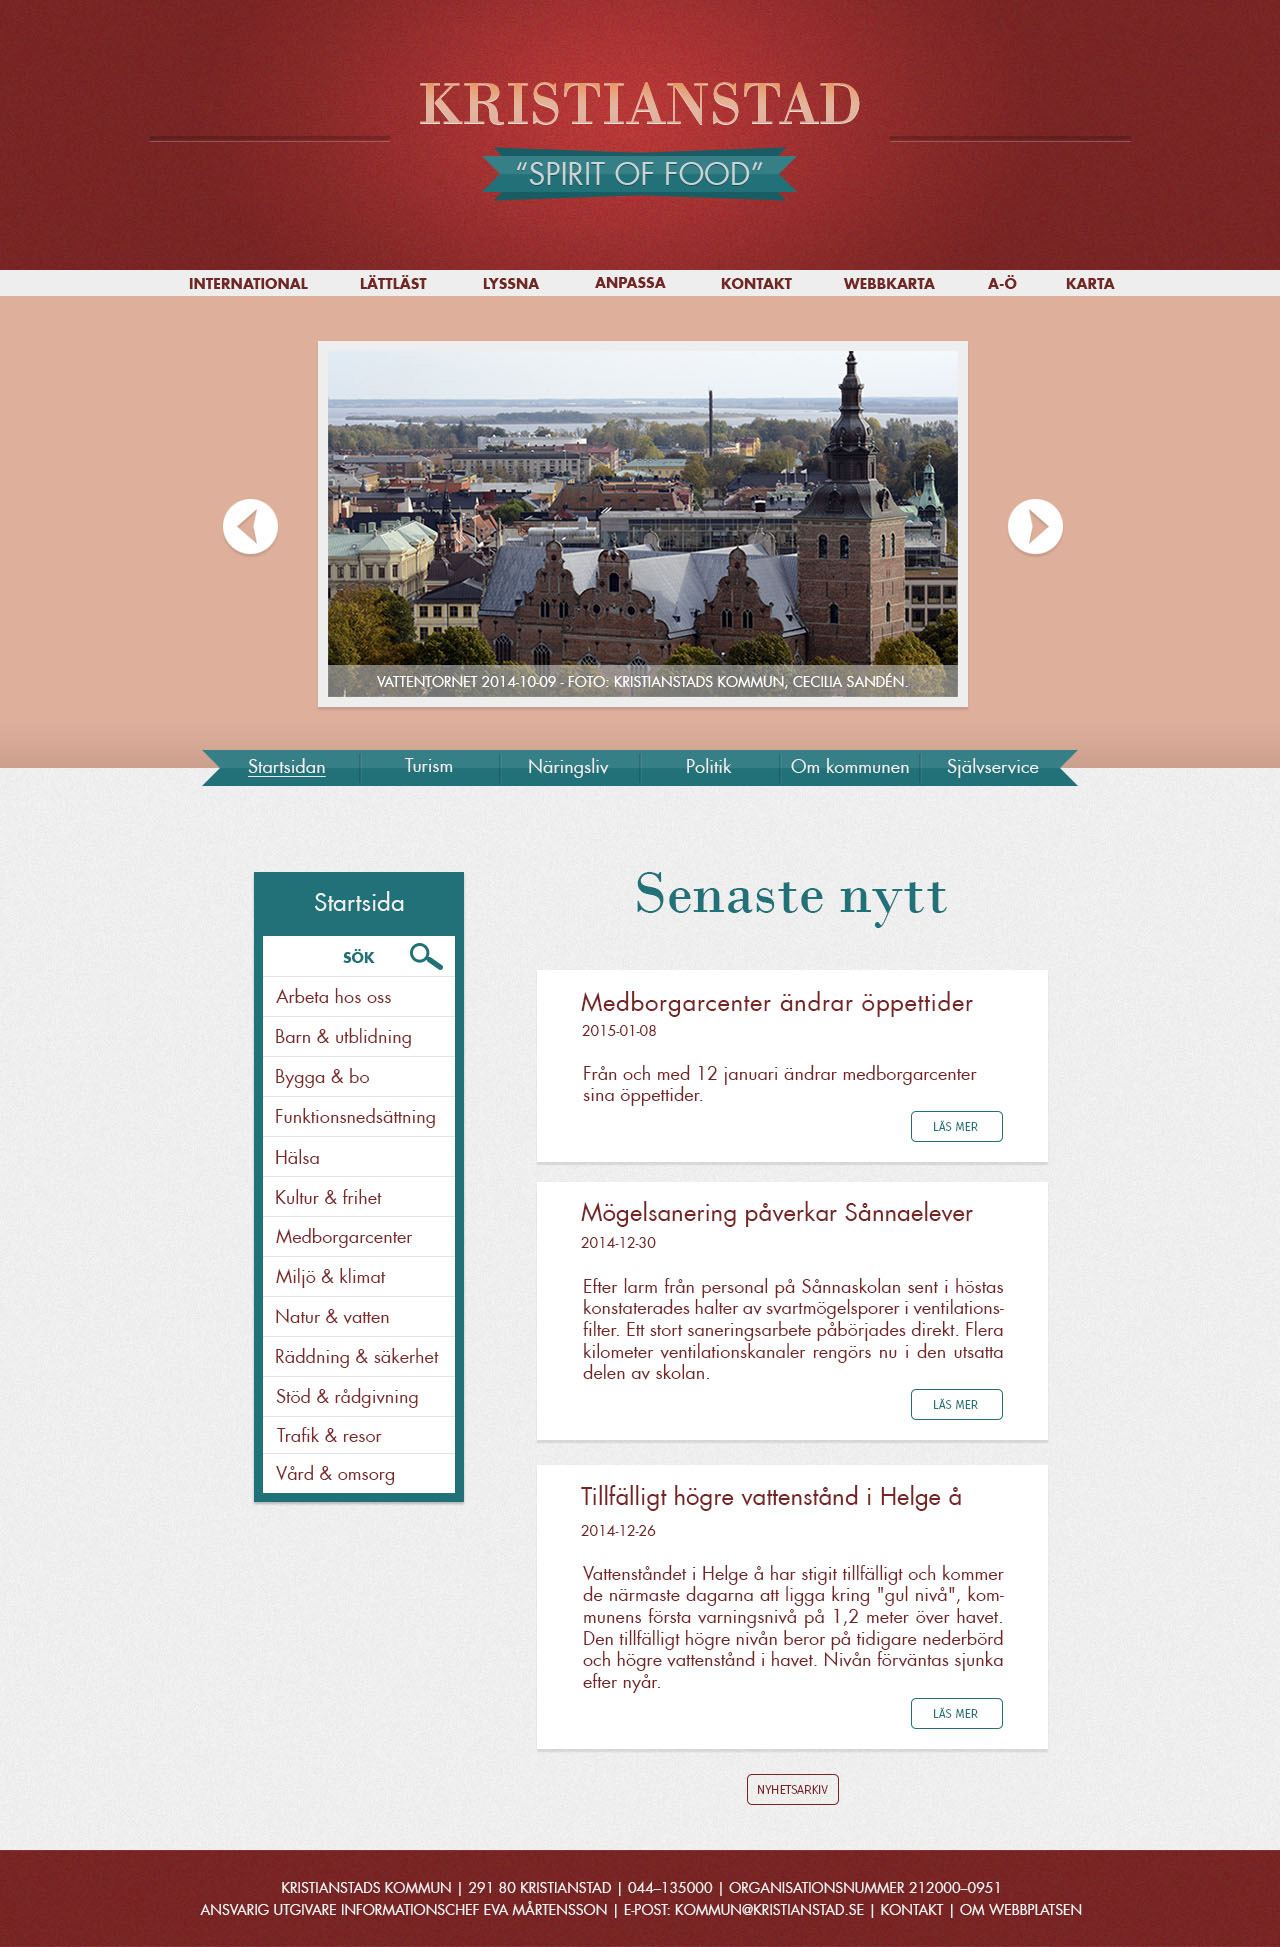 KRISTIANSTAD
“SPIRIT OF FOOD”
INTERNATIONAL LÄTTLÄST LYSSNA ANPASSA KONTAKT WEBBKARTA A-Ö KARTA
VATTENTORNET 2014-10-09 - FOTO: KRISTIANSTADS KOMMUN, CECILIA SANDÉN.
Startsidan Turism Näringsliv Politik Om kommunen Självservice
Startsida
SÖK
Arbeta hos oss
Barn & utblidning
Bygga & bo
Funktionsnedsättning
Hälsa
Kultur & frihet
Medborgarcenter
Miljö & klimat
Natur & vatten
Räddning & säkerhet
Stöd & rådgivning
Trafik & resor
Vård & omsorg
Senaste nytt
Medborgarcenter ändrar öppettider
2015-01-08
Från och med 12 januari ändrar medborgarcenter
sina öppettider.
LÄS MER
Mögelsanering påverkar Sånnaelever
2014-12-30
Efter larm från personal på Sånnaskolan sent i höstas
konstaterades halter av svartmögelsporer i ventilations-
filter. Ett stort saneringsarbete påbörjades direkt. Flera
kilometer ventilationskanaler rengörs nu i den utsatta
delen av skolan.
LÄS MER
Tillfälligt högre vattenstånd i Helge å
2014-12-26
Vattenståndet i Helge å har stigit tillfälligt och kommer
de närmaste dagarna att ligga kring "gul nivå", kom-
munens första varningsnivå på 1,2 meter över havet.
Den tillfälligt högre nivån beror på tidigare nederbörd
och högre vattenstånd i havet. Nivån förväntas sjunka
efter nyår.
LÄS MER
NYHETSARKIV
KRISTIANSTADS KOMMUN | 291 80 KRISTIANSTAD | 044–135000 | ORGANISATIONSNUMMER 212000–0951
ANSVARIG UTGIVARE INFORMATIONSCHEF EVA MÅRTENSSON | E-POST: KOMMUN@KRISTIANSTAD.SE | KONTAKT | OM WEBBPLATSEN